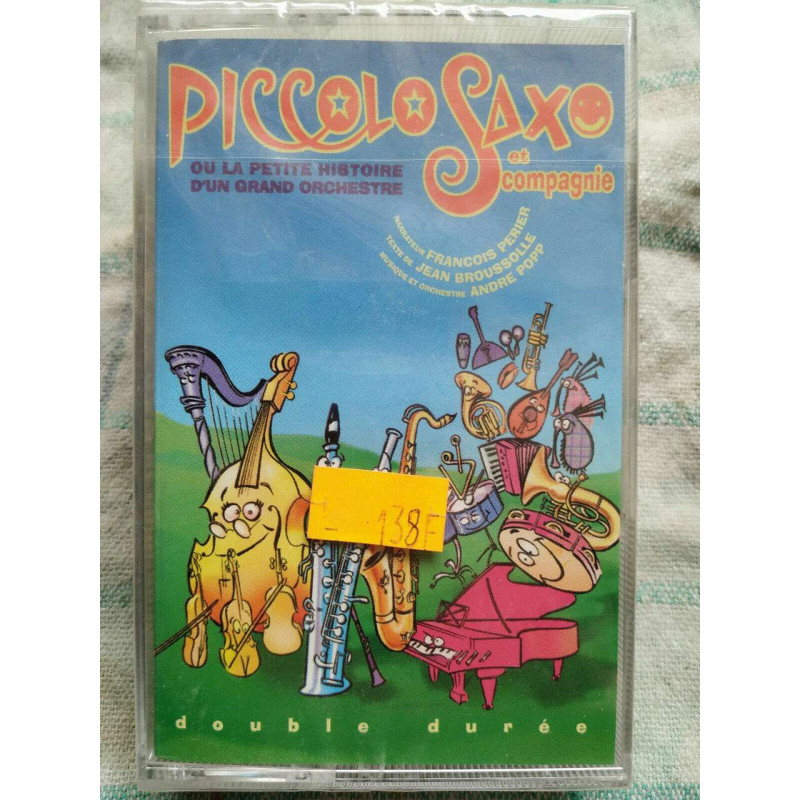 PICCOLO SAXO
et
compagnie
OU LA PETITE HISTOIRE
D'UN GRAND ORCHESTRE
NARRATEUR FRANCOIS PERIER
TEXTE DE JEAN BROUSSOLLE
MUSIQUE ET ORCHESTRE ANDRE POPP
138F
double durée